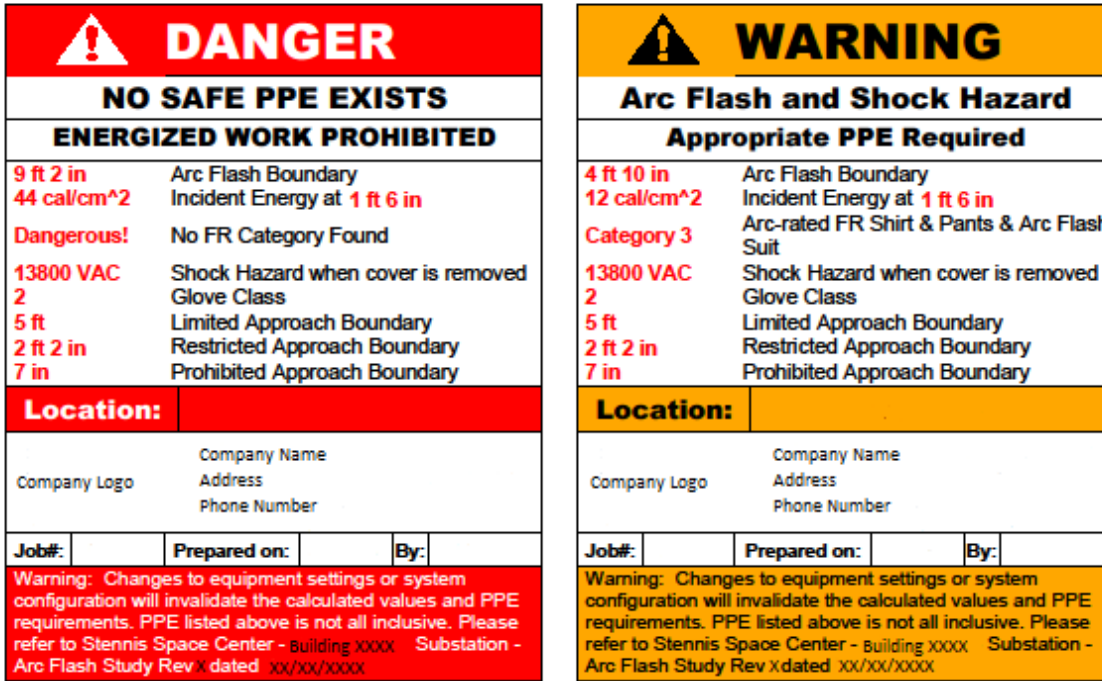 DANGER
NO SAFE PPE EXISTS
ENERGIZED WORK PROHIBITED
9 ft 2 in Arc Flash Boundary
44 cal/cm^2 Incident Energy at 1 ft 6 in
Dangerous! No FR Category Found
13800 VAC Shock Hazard when cover is removed
2 Glove Class
5 ft Limited Approach Boundary
2 ft 2 in Restricted Approach Boundary
7 in Prohibited Approach Boundary
Location:
Company Name
Company Logo Address
Phone Number
Job#: Prepared on: By:
Warning: Changes to equipment settings or system
configuration will invalidate the calculated values and PPE
requirements. PPE listed above is not all inclusive. Please
refer to Stennis Space Center - Building XXXX Substation -
Arc Flash Study Rev X dated XX/XX/XXXX
WARNING
Arc Flash and Shock Hazard
Appropriate PPE Required
4 ft 10 in Arc Flash Boundary
12 cal/cm^2 Incident Energy at 1 ft 6 in
Category 3 Arc-rated FR Shirt & Pants & Arc Flash
Suit
13800 VAC Shock Hazard when cover is removed
2 Glove Class
5 ft Limited Approach Boundary
2 ft 2 in Restricted Approach Boundary
7 in Prohibited Approach Boundary
Location:
Company Name
Company Logo Address
Phone Number
Job#: Prepared on: By:
Warning: Changes to equipment settings or system
configuration will invalidate the calculated values and PPE
requirements. PPE listed above is not all inclusive. Please
refer to Stennis Space Center - Building XXXX Substation -
Arc Flash Study Rev X dated XX/XX/XXXX